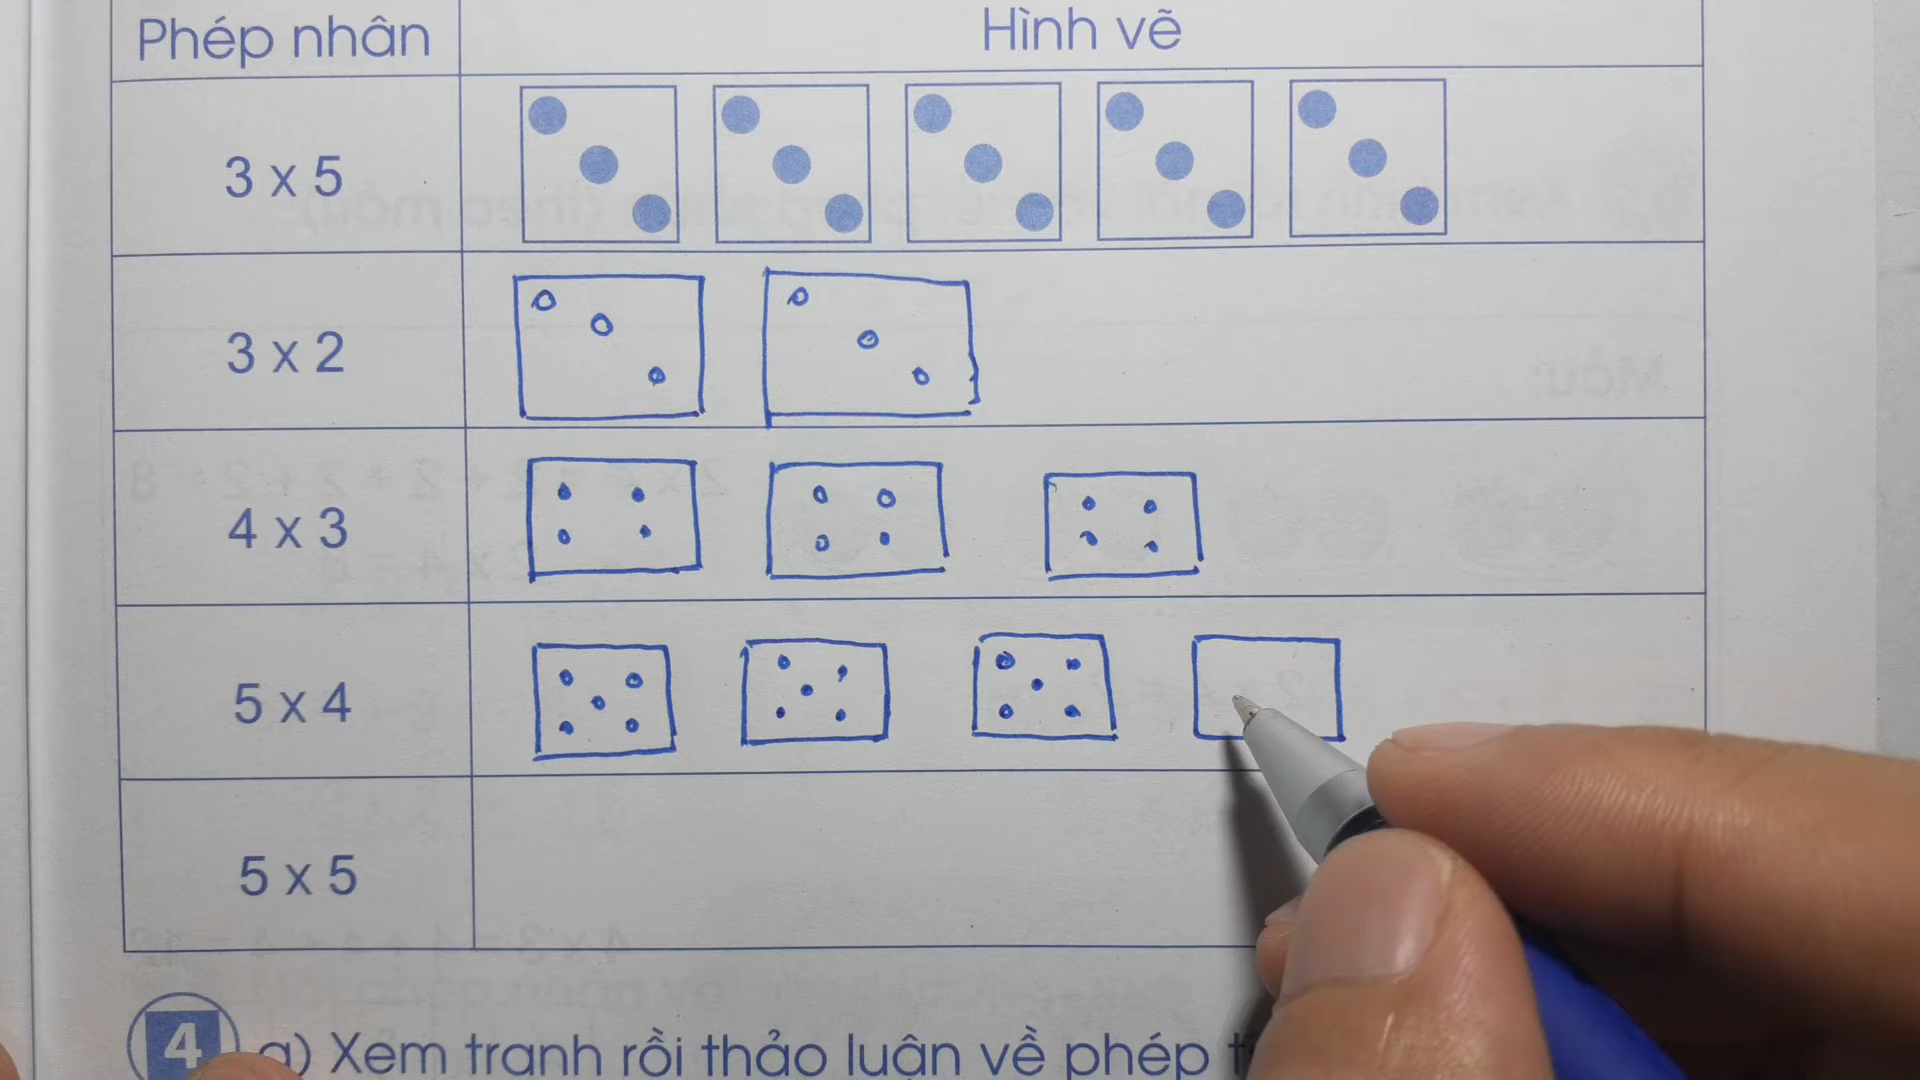 Phép nhân Hình vẽ
3 x 5
3 x 2
4 x 3
5 x 4
5 x 5
4 a) Xem tranh rồi thảo luận về phép